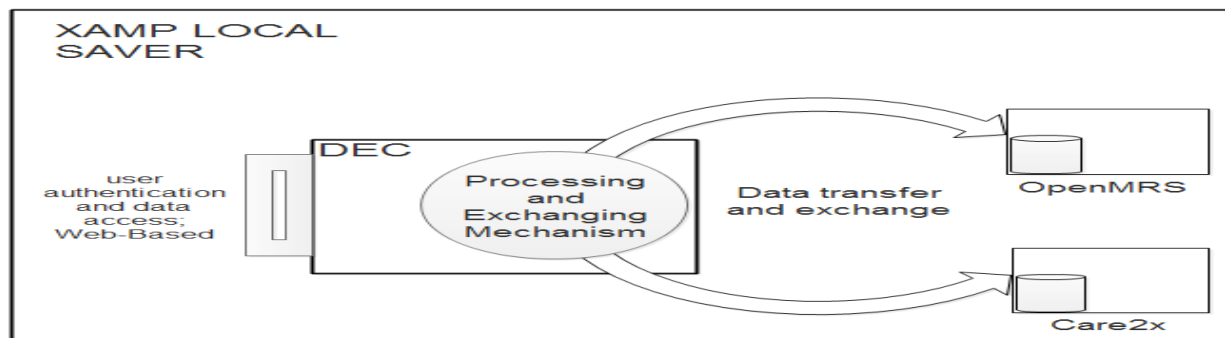 XAMP LOCAL
SAVER
DEC
user
authentication
and data
access;
Web-Based
Processing
and
Exchanging
Mechanism
Data transfer
and exchange
OpenMRS
Care2x